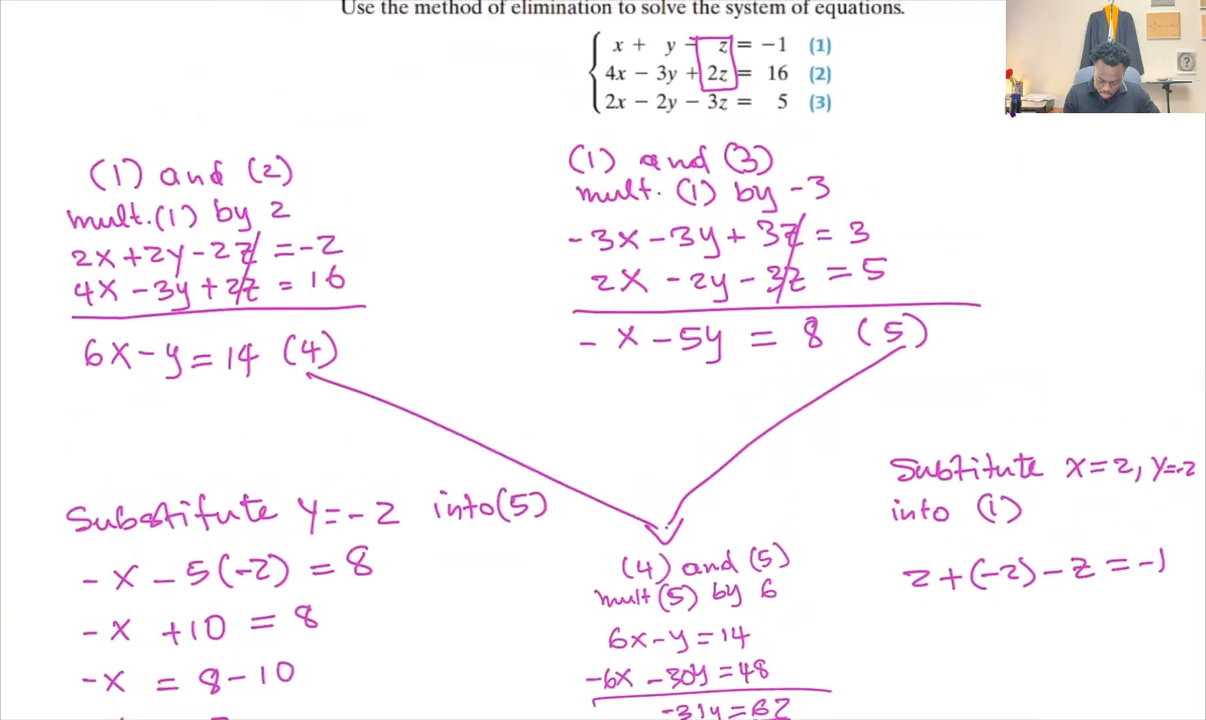 Use the method of elimination to solve the system of equations.
x + y - z = -1 (1)
4x - 3y + 2z = 16 (2)
2x - 2y - 3z = 5 (3)
(1) and (2)
mult. (1) by 2
2x+2y-2z = -2
4x -3y+2z = 16
6x-y=14 (4)
(1) and (3)
mult. (1) by -3
-3x-3y+3z = 3
2x -2y-3z = 5
-x-5y = 8 (5)
Substitute y=-2 into(5)
-x-5(-2) = 8
-x +10 = 8
-x = 8-10
(4) and (5)
mult (5) by 6
6x-y=14
-6x -30y=48
-31y=62
Subtitute x=2, y=-2
into (1)
2+(-2)-z=-1
?